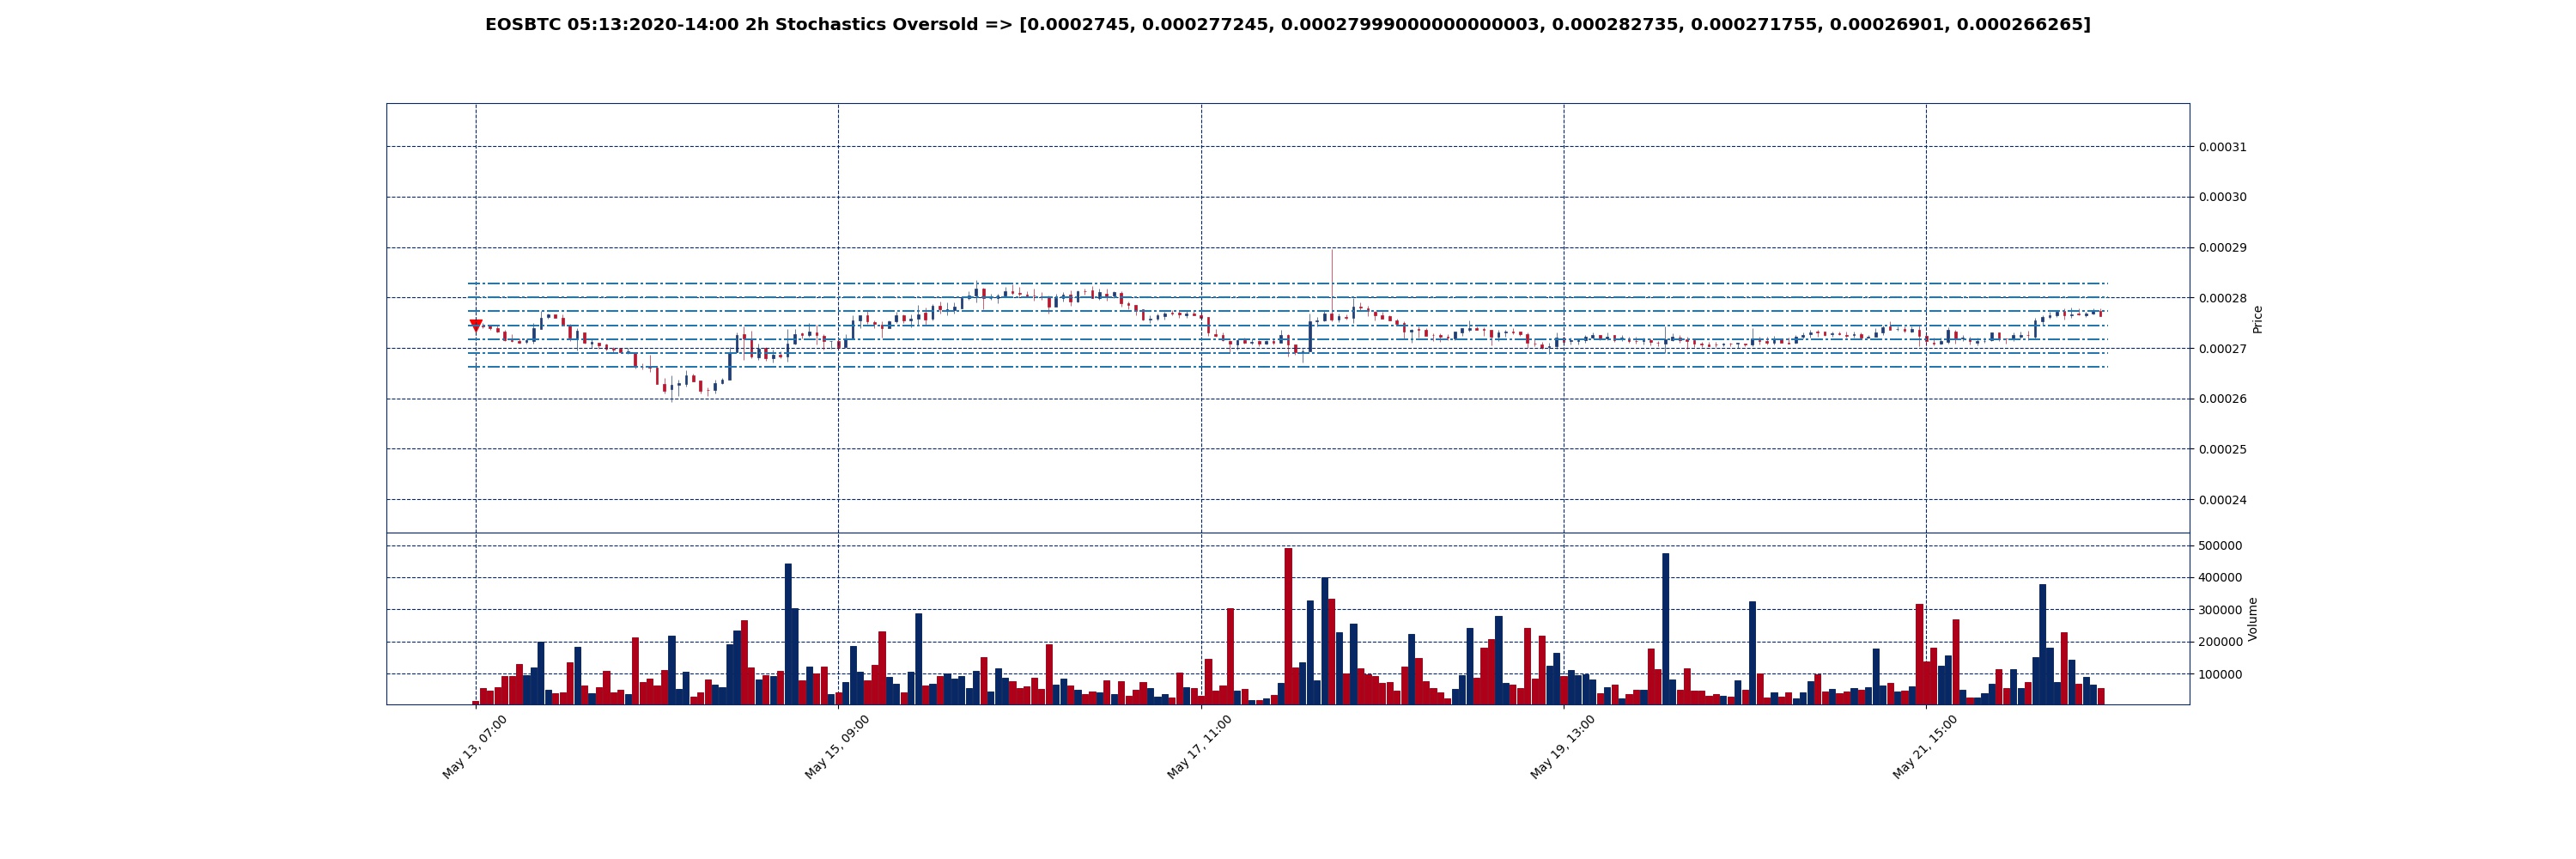 EOSBTC 05:13:2020-14:00 2h Stochastics Oversold => [0.0002745, 0.000277245, 0.00027999000000000003, 0.000282735, 0.000271755, 0.00026901, 0.000266265]
0.00031
0.00030
0.00029
0.00028
0.00027
0.00026
0.00025
0.00024
Price
500000
400000
300000
200000
100000
Volume
May 13, 07:00
May 15, 09:00
May 17, 11:00
May 19, 13:00
May 21, 15:00